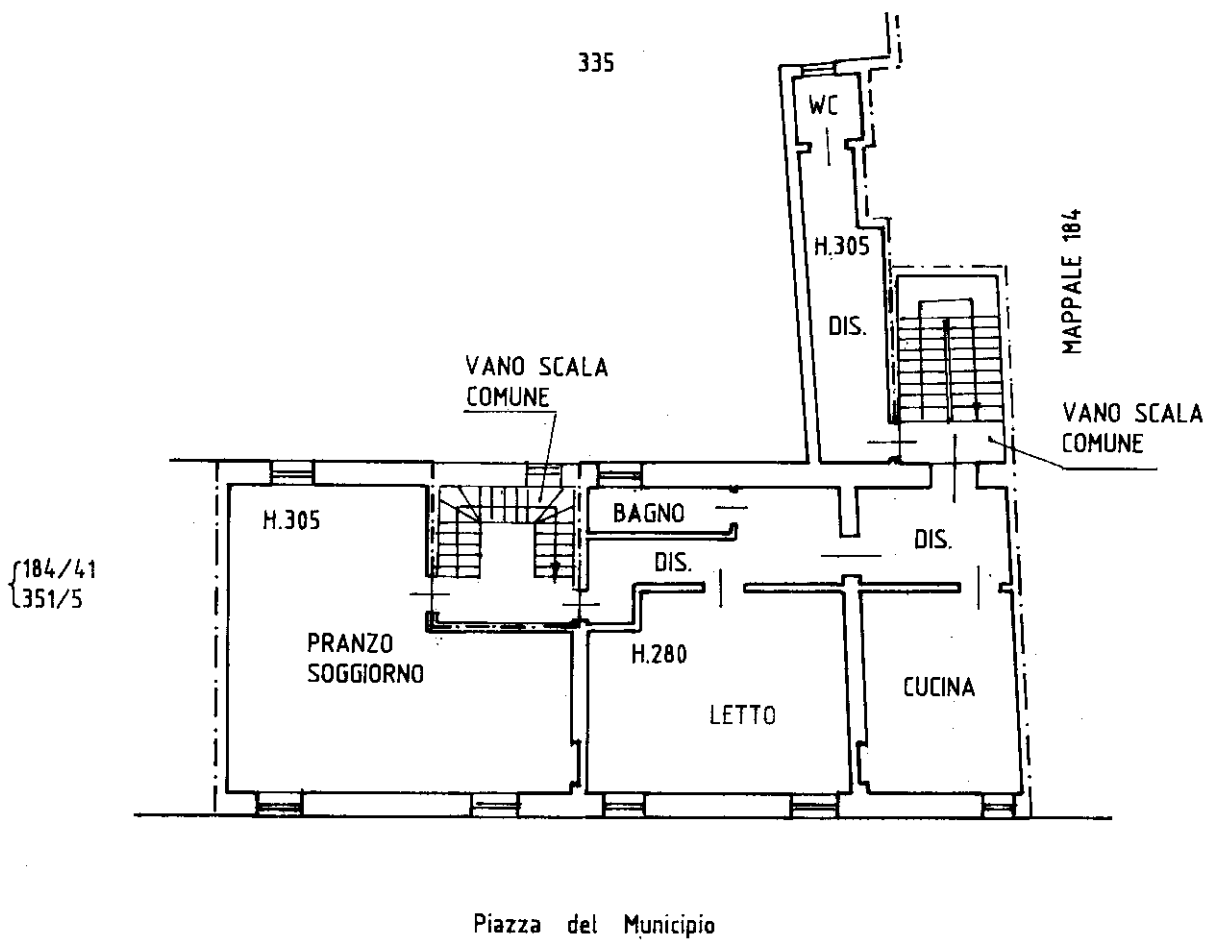 335
WC
H.305
MAPPALE 184
DIS.
VANO SCALA
COMUNE
VANO SCALA
COMUNE
H.305
BAGNO
DIS.
DIS.
184/41
351/5
PRANZO
SOGGIORNO
H.280
CUCINA
LETTO
Piazza del Municipio